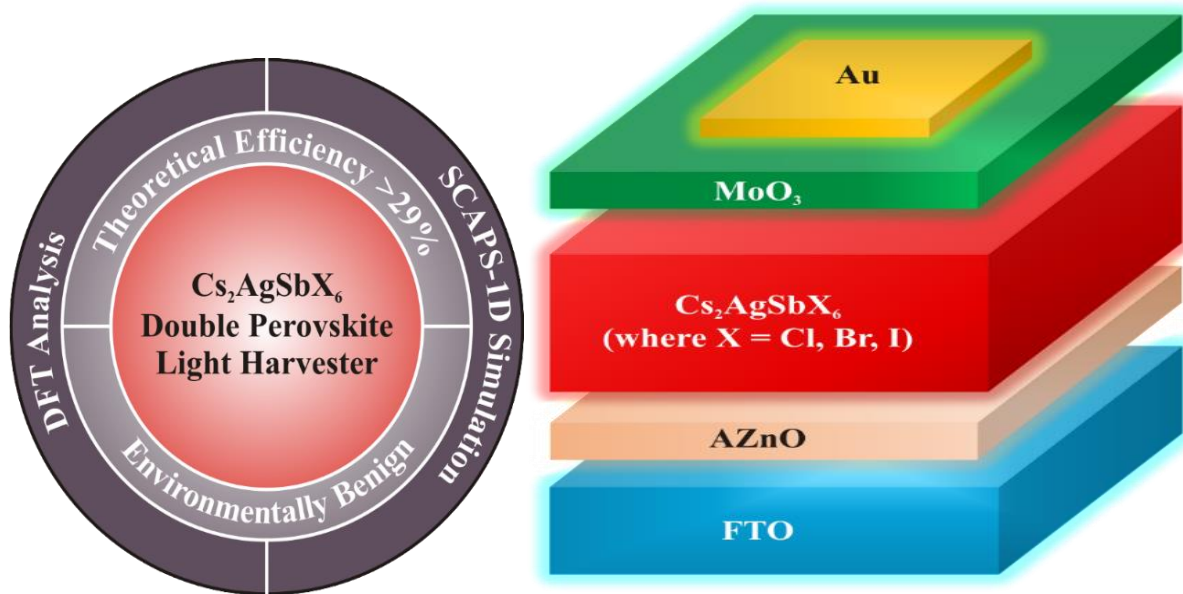 DFT Analysis
SCAPS-1D Simulation
Theoretical Efficiency >29%
Environmentally Benign
Cs₂AgSbX₆
Double Perovskite
Light Harvester
Au
MoO₃
Cs₂AgSbX₆
(where X = Cl, Br, I)
AZnO
FTO